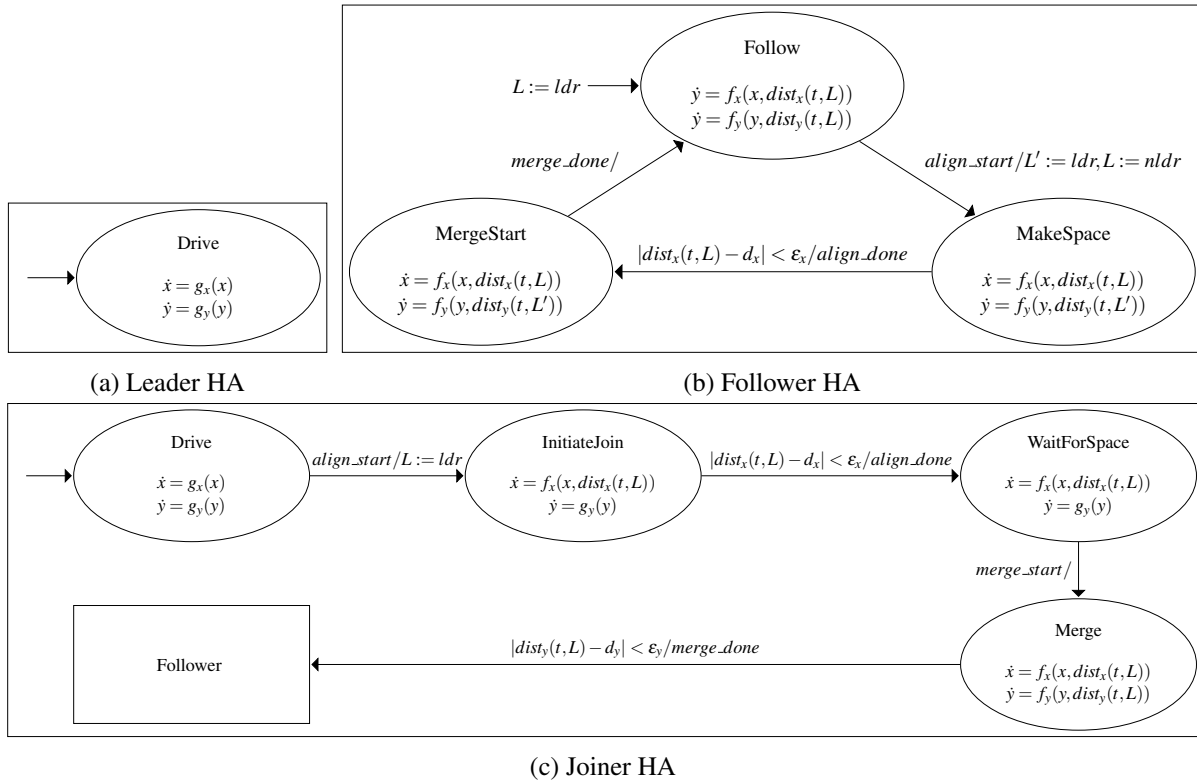 Follow
L := ldr
ẏ = f_x(x, dist_x(t, L))
ẏ = f_y(y, dist_y(t, L))
merge_done/
align_start/L′ := ldr, L := nldr
Drive
ẋ = g_x(x)
ẏ = g_y(y)
MergeStart
ẋ = f_x(x, dist_x(t, L))
ẏ = f_y(y, dist_y(t, L′))
|dist_x(t, L) − d_x| < ε_x/align_done
MakeSpace
ẋ = f_x(x, dist_x(t, L))
ẏ = f_y(y, dist_y(t, L′))
(a) Leader HA
(b) Follower HA
Drive
ẋ = g_x(x)
ẏ = g_y(y)
align_start/L := ldr
InitiateJoin
ẋ = f_x(x, dist_x(t, L))
ẏ = g_y(y)
|dist_x(t, L) − d_x| < ε_x/align_done
WaitForSpace
ẋ = f_x(x, dist_x(t, L))
ẏ = g_y(y)
merge_start/
Follower
|dist_y(t, L) − d_y| < ε_y/merge_done
Merge
ẋ = f_x(x, dist_x(t, L))
ẏ = f_y(y, dist_y(t, L))
(c) Joiner HA